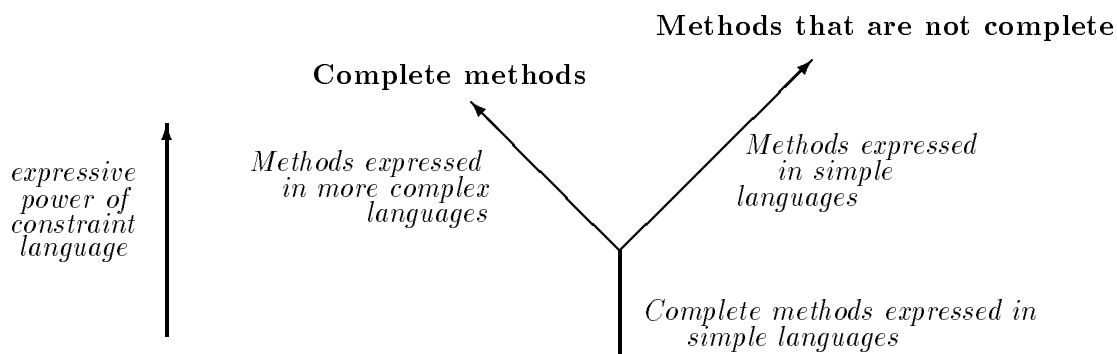 Methods that are not complete
Complete methods
expressive
power of
constraint
language
Methods expressed
in more complex
languages
Methods expressed
in simple
languages
Complete methods expressed in
simple languages